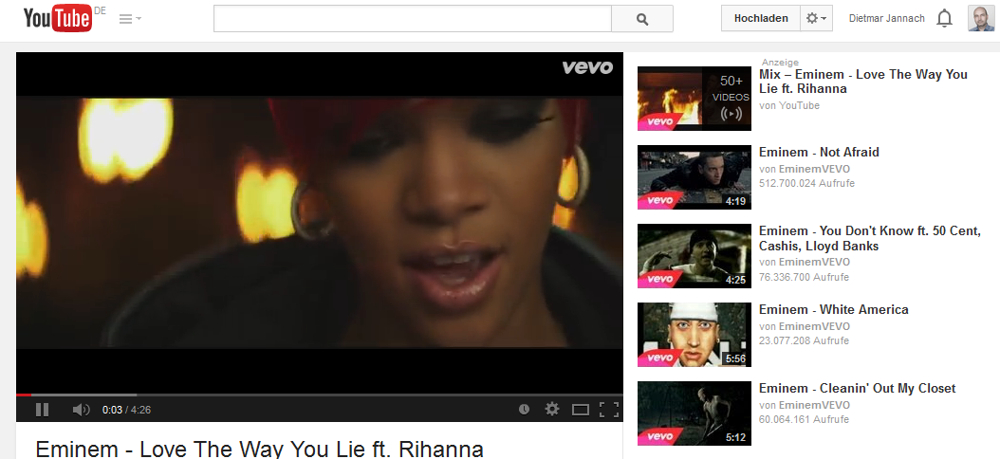 YouTube DE
Hochladen
Dietmar Jannach
vevo
0:03 / 4:26
Eminem - Love The Way You Lie ft. Rihanna
Anzeige
50+
VIDEOS
vevo
Mix – Eminem - Love The Way You
Lie ft. Rihanna
von YouTube
vevo
4:19
Eminem - Not Afraid
von EminemVEVO
512.700.024 Aufrufe
vevo
4:25
Eminem - You Don't Know ft. 50 Cent,
Cashis, Lloyd Banks
von EminemVEVO
76.336.700 Aufrufe
vevo
5:56
Eminem - White America
von EminemVEVO
23.077.208 Aufrufe
vevo
5:12
Eminem - Cleanin' Out My Closet
von EminemVEVO
60.064.161 Aufrufe